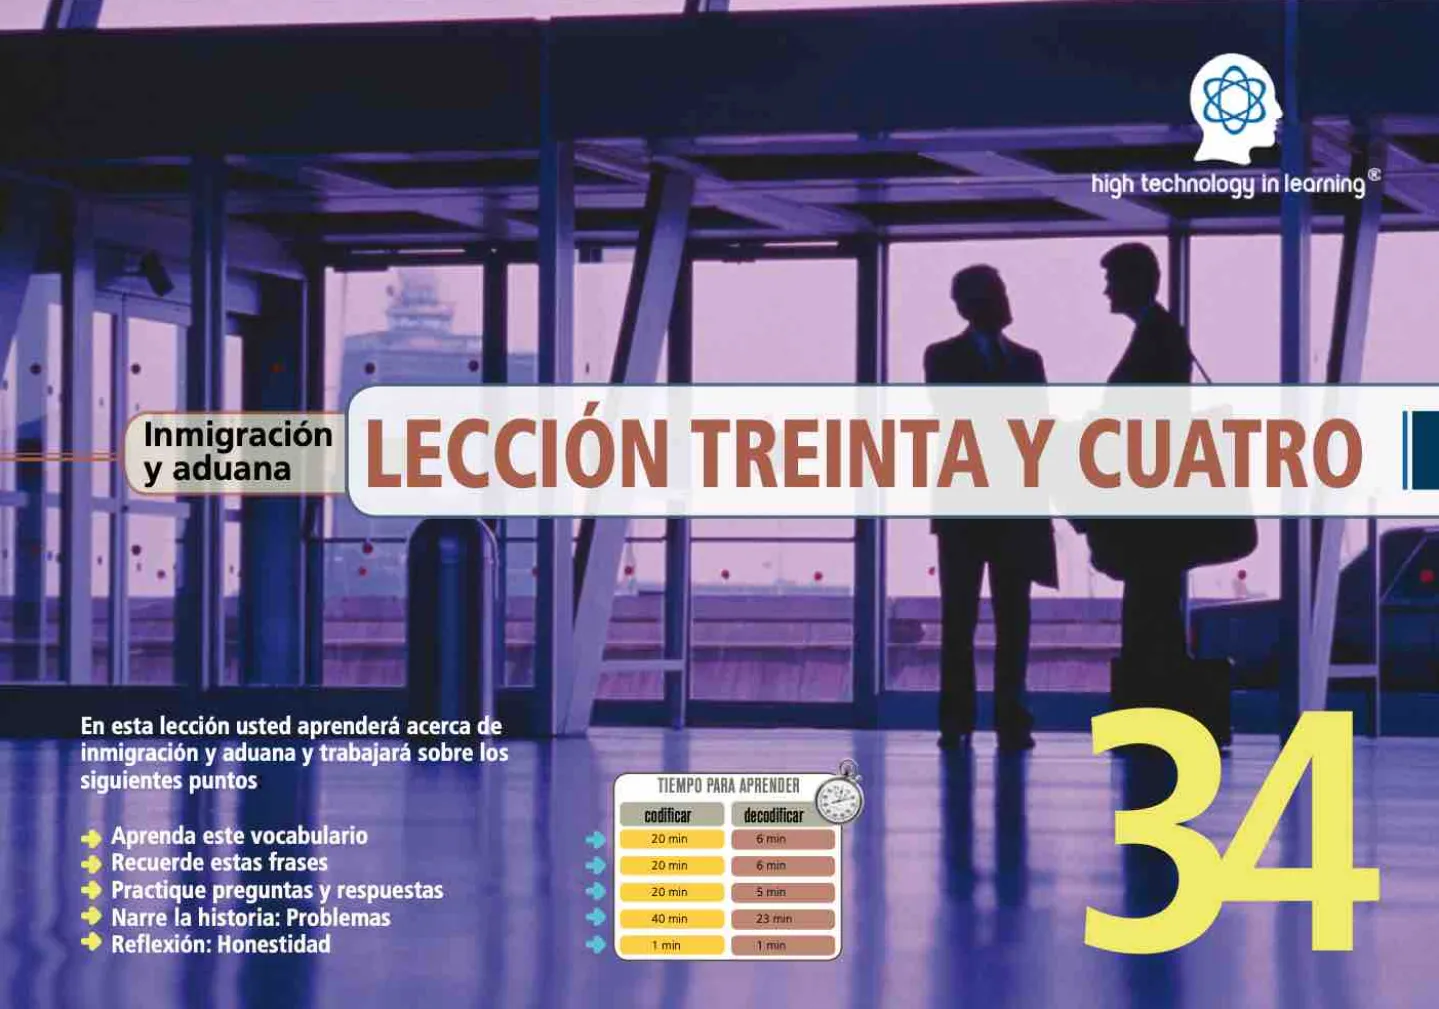 high technology in learning®
Inmigración
y aduana
LECCIÓN TREINTA Y CUATRO
En esta lección usted aprenderá acerca de
inmigración y aduana y trabajará sobre los
siguientes puntos
Aprenda este vocabulario
Recuerde estas frases
Practique preguntas y respuestas
Narre la historia: Problemas
Reflexión: Honestidad
TIEMPO PARA APRENDER
codificar decodificar
20 min 6 min
20 min 6 min
20 min 5 min
40 min 23 min
1 min 1 min
34